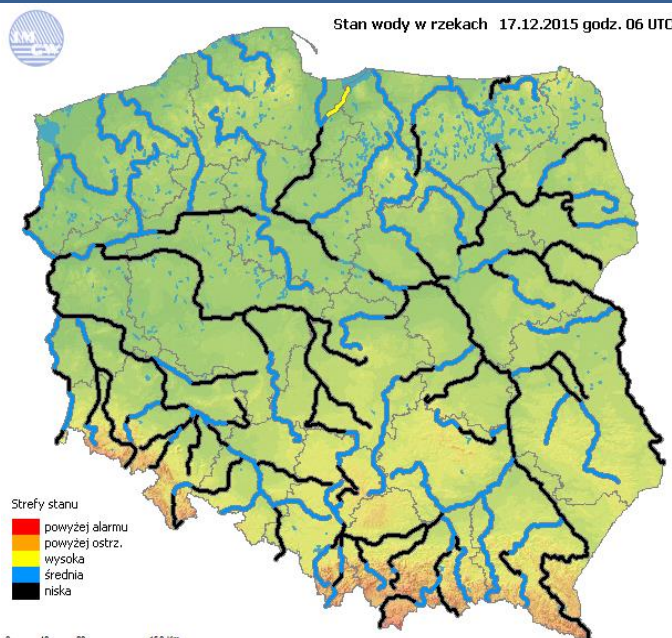 Stan wody w rzekach 17.12.2015 godz. 06 UTC
Strefy stanu
powyżej alarmu
powyżej ostrz.
wysoka
średnia
niska